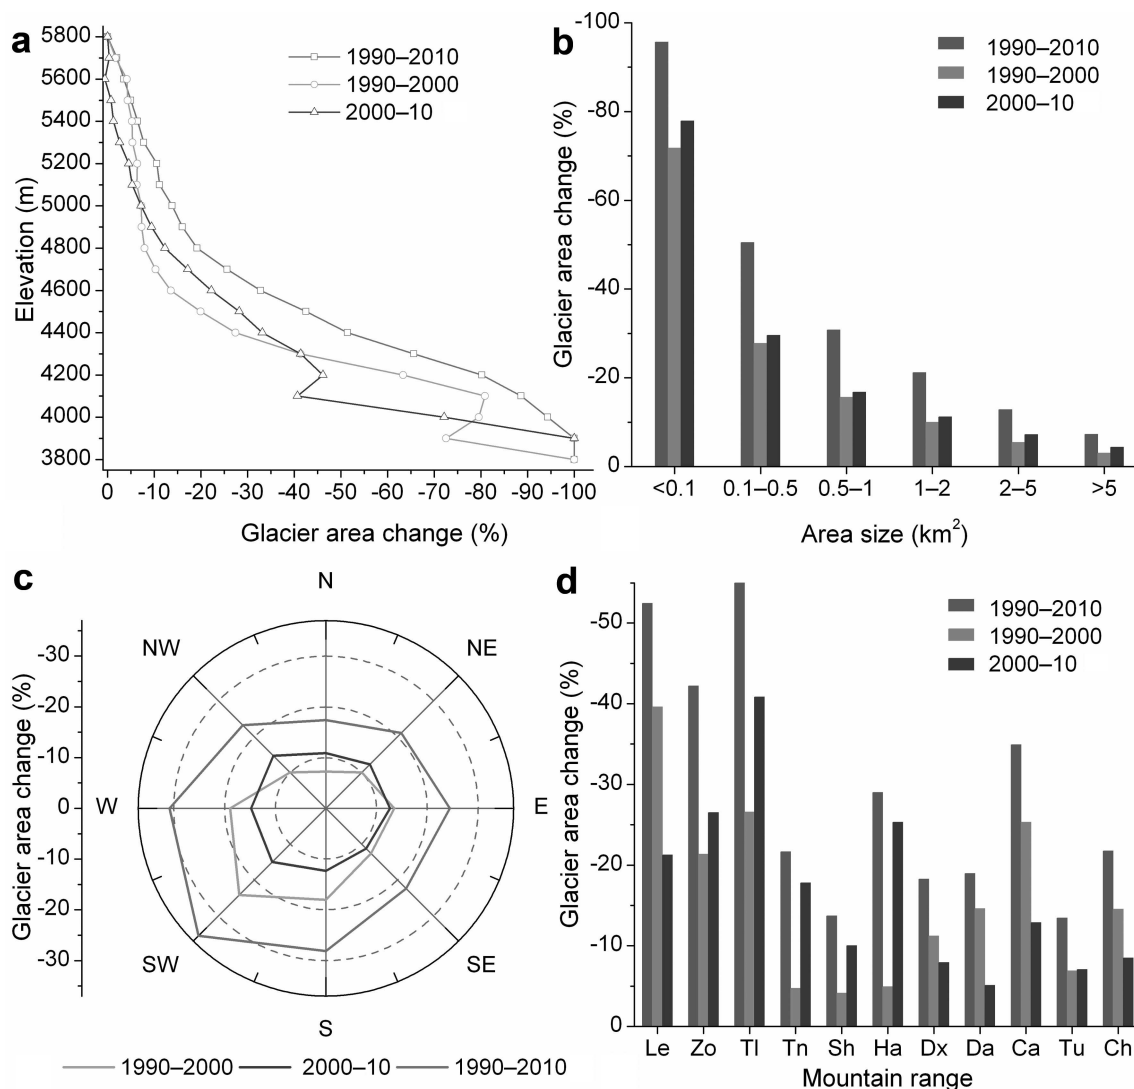 a
5800
5600
5400
5200
5000
4800
4600
4400
4200
4000
3800
Elevation (m)
1990–2010
1990–2000
2000–10
0 -10 -20 -30 -40 -50 -60 -70 -80 -90 -100
Glacier area change (%)
b
-100
-80
-60
-40
-20
0
Glacier area change (%)
1990–2010
1990–2000
2000–10
<0.1 0.1–0.5 0.5–1 1–2 2–5 >5
Area size (km²)
c
-30
-20
-10
0
-10
-20
-30
Glacier area change (%)
N
NE
E
SE
S
SW
W
NW
1990–2000 2000–10 1990–2010
d
-50
-40
-30
-20
-10
0
Glacier area change (%)
1990–2010
1990–2000
2000–10
Le Zo Tl Tn Sh Ha Dx Da Ca Tu Ch
Mountain range